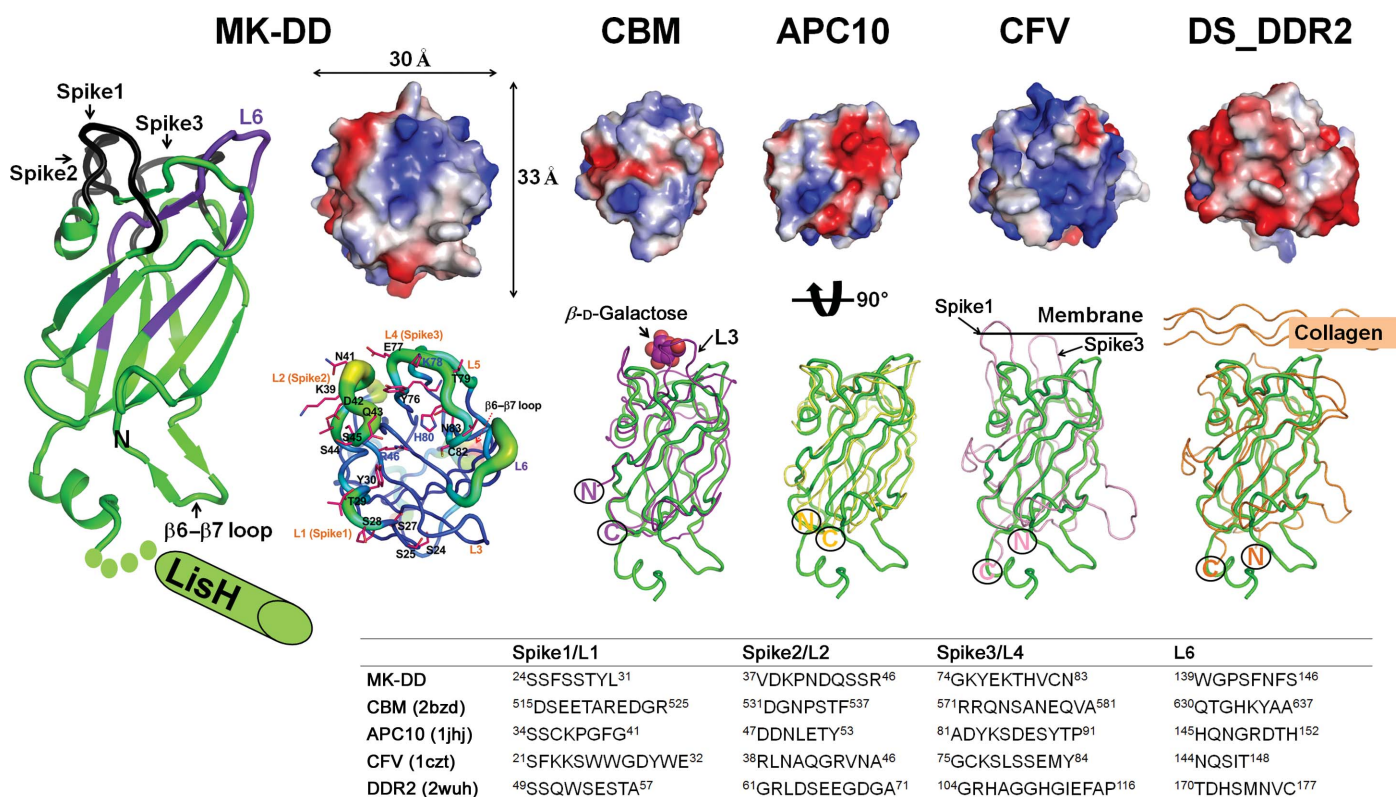 MK-DD
CBM
APC10
CFV
DS_DDR2
30 Å
33 Å
Spike1
Spike3
L6
Spike2
N
β6–β7 loop
LisH
L4 (Spike3)
E77
K78
L5
N41
L2 (Spike2)
T79
K39
D42
Y76
β6–β7 loop
Q43
N83
S45
H80
S44
R46
C82
L6
Y30
T29
S28
S27
L1 (Spike1)
L3
S25
S24
β-D-Galactose
L3
N
C
90°
N
C
Spike1
Membrane
Spike3
N
C
Collagen
C
N
Spike1/L1 Spike2/L2 Spike3/L4 L6
MK-DD ²⁴SSFSSTYL³¹ ³⁷VDKPNDQSSR⁴⁶ ⁷⁴GKYEKTHVCN⁸³ ¹³⁹WGPSFNFS¹⁴⁶
CBM (2bzd) ⁵¹⁵DSEETAREDGR⁵²⁵ ⁵³¹DGNPSTF⁵³⁷ ⁵⁷¹RRQNSANEQVA⁵⁸¹ ⁶³⁰QTGHKYAA⁶³⁷
APC10 (1jhj) ³⁴SSCKPGFG⁴¹ ⁴⁷DDNLETY⁵³ ⁸¹ADYKSDESYTP⁹¹ ¹⁴⁵HQNGRDTH¹⁵²
CFV (1czt) ²¹SFKKSWWGDYWE³² ³⁸RLNAQGRVNA⁴⁶ ⁷⁵GCKSLSSEMY⁸⁴ ¹⁴⁴NQSIT¹⁴⁸
DDR2 (2wuh) ⁴⁹SSQWSESTA⁵⁷ ⁶¹GRLDSEEGDGA⁷¹ ¹⁰⁴GRHAGGHGIEFAP¹¹⁶ ¹⁷⁰TDHSMNVC¹⁷⁷